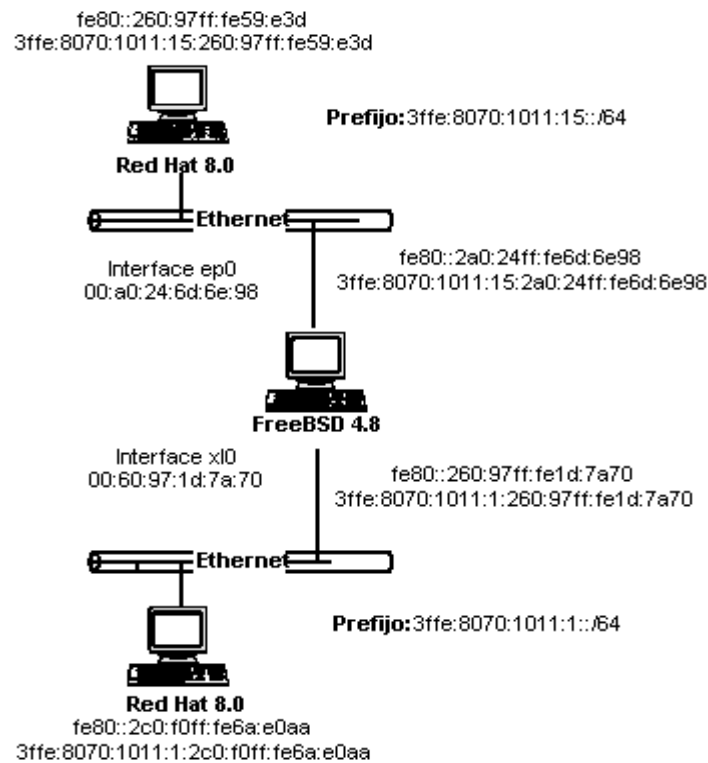 fe80::260:97ff:fe59:e3d
3ffe:8070:1011:15:260:97ff:fe59:e3d
Prefijo:3ffe:8070:1011:15::/64
Red Hat 8.0
Ethernet
Interface ep0
00:a0:24:6d:6e:98
fe80::2a0:24ff:fe6d:6e98
3ffe:8070:1011:15:2a0:24ff:fe6d:6e98
FreeBSD 4.8
Interface xl0
00:60:97:1d:7a:70
fe80::260:97ff:fe1d:7a70
3ffe:8070:1011:1:260:97ff:fe1d:7a70
Ethernet
Prefijo:3ffe:8070:1011:1::/64
Red Hat 8.0
fe80::2c0:f0ff:fe6a:e0aa
3ffe:8070:1011:1:2c0:f0ff:fe6a:e0aa